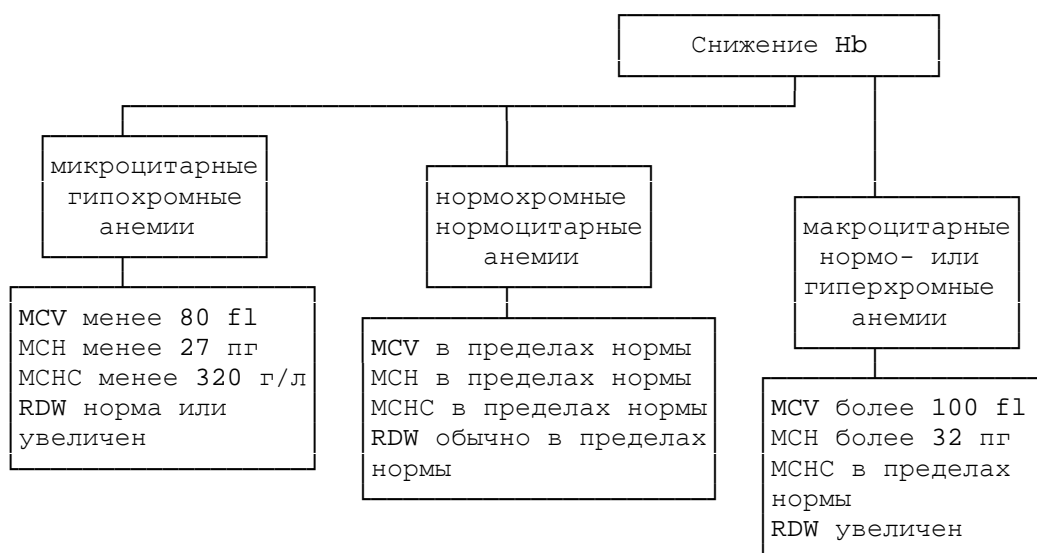 Снижение Hb
микроцитарные
гипохромные
анемии
нормохромные
нормоцитарные
анемии
макроцитарные
нормо- или
гиперхромные
анемии
MCV менее 80 fl
MCH менее 27 пг
MCHC менее 320 г/л
RDW норма или
увеличен
MCV в пределах нормы
MCH в пределах нормы
MCHC в пределах нормы
RDW обычно в пределах
нормы
MCV более 100 fl
MCH более 32 пг
MCHC в пределах
нормы
RDW увеличен